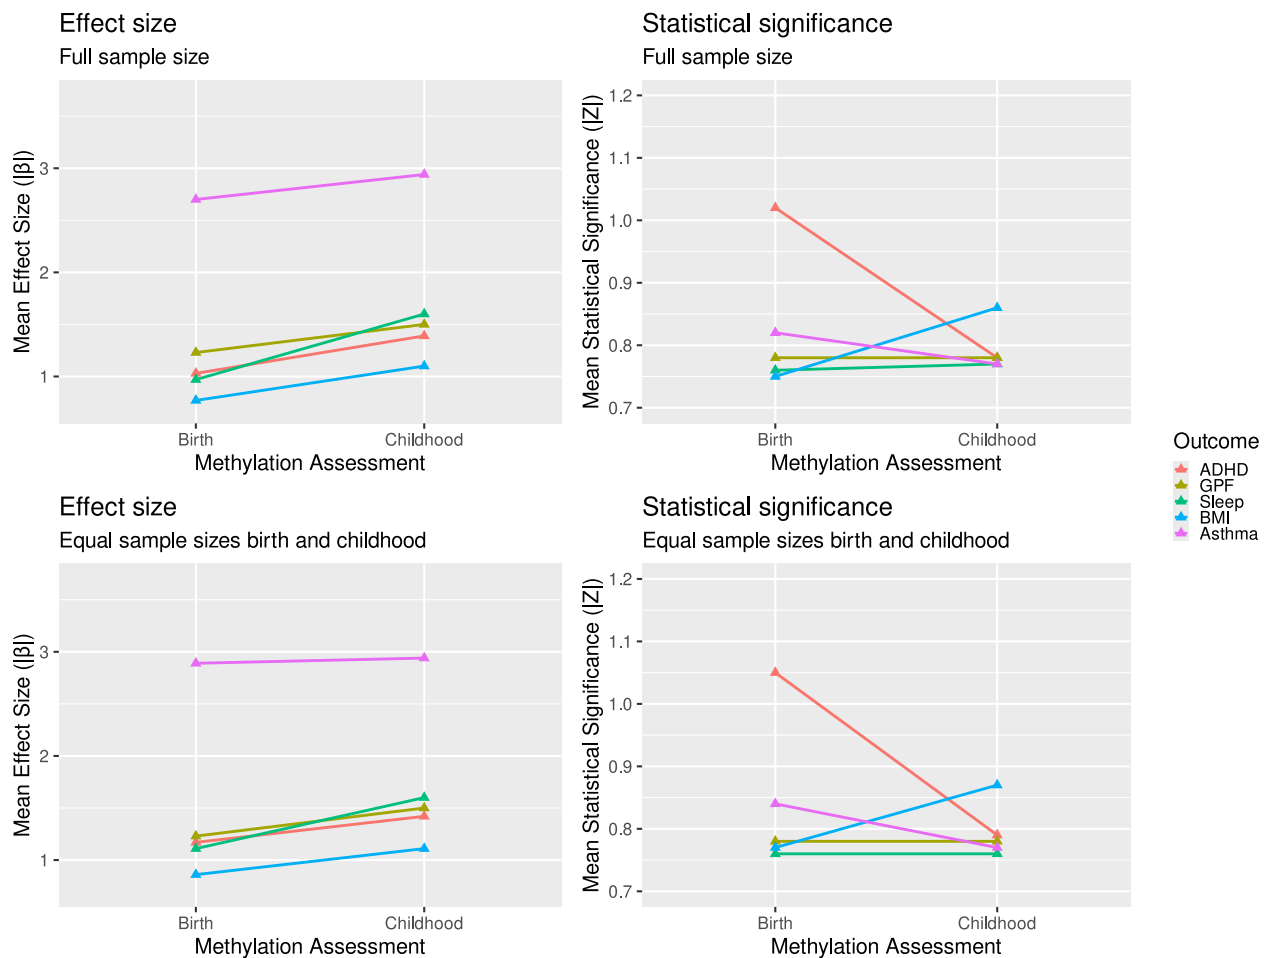 Effect size
Full sample size
Mean Effect Size (|β|)
3
2
1
Birth
Childhood
Methylation Assessment
Statistical significance
Full sample size
Mean Statistical Significance (|Z|)
1.2
1.1
1.0
0.9
0.8
0.7
Birth
Childhood
Methylation Assessment
Outcome
ADHD
GPF
Sleep
BMI
Asthma
Effect size
Equal sample sizes birth and childhood
Mean Effect Size (|β|)
3
2
1
Birth
Childhood
Methylation Assessment
Statistical significance
Equal sample sizes birth and childhood
Mean Statistical Significance (|Z|)
1.2
1.1
1.0
0.9
0.8
0.7
Birth
Childhood
Methylation Assessment